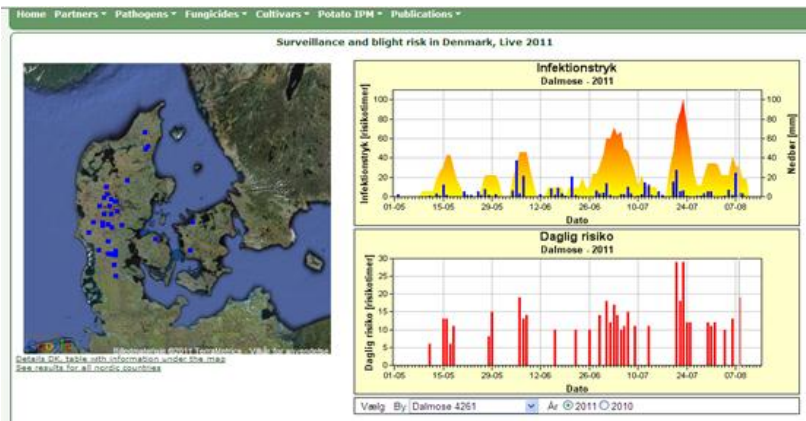 Home Partners Pathogens Fungicides Cultivars Potato IPM Publications
Surveillance and blight risk in Denmark, Live 2011
Details DK, table with information under the map
See results for all nordic countries
Infektionstryk
Dalmose - 2011
Infektionstryk [risikotimer]
100
80
60
40
20
0
100
80
60
40
20
0
Nedbør [mm]
01-05 15-05 29-05 12-06 26-06 10-07 24-07 07-08
Dato
Daglig risiko
Dalmose - 2011
Daglig risiko [risikotimer]
30
25
20
15
10
5
0
01-05 15-05 29-05 12-06 26-06 10-07 24-07 07-08
Dato
Vælg By Dalmose 4261 År 2011 2010